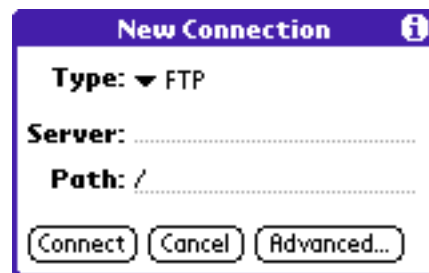 New Connection i
Type: FTP
Server:
Path: /
Connect Cancel Advanced...